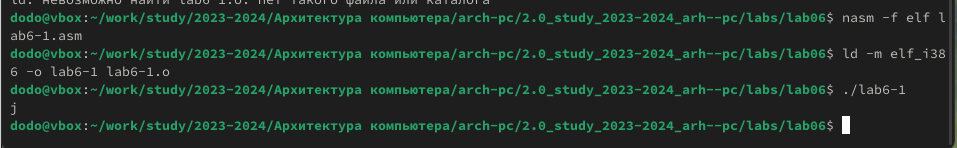 ld: невозможно найти lab6-1.o: Нет такого файла или каталога
dodo@vbox:~/work/study/2023-2024/Архитектура компьютера/arch-pc/2.0_study_2023-2024_arh--pc/labs/lab06$ nasm -f elf l
ab6-1.asm
dodo@vbox:~/work/study/2023-2024/Архитектура компьютера/arch-pc/2.0_study_2023-2024_arh--pc/labs/lab06$ ld -m elf_i38
6 -o lab6-1 lab6-1.o
dodo@vbox:~/work/study/2023-2024/Архитектура компьютера/arch-pc/2.0_study_2023-2024_arh--pc/labs/lab06$ ./lab6-1
j
dodo@vbox:~/work/study/2023-2024/Архитектура компьютера/arch-pc/2.0_study_2023-2024_arh--pc/labs/lab06$